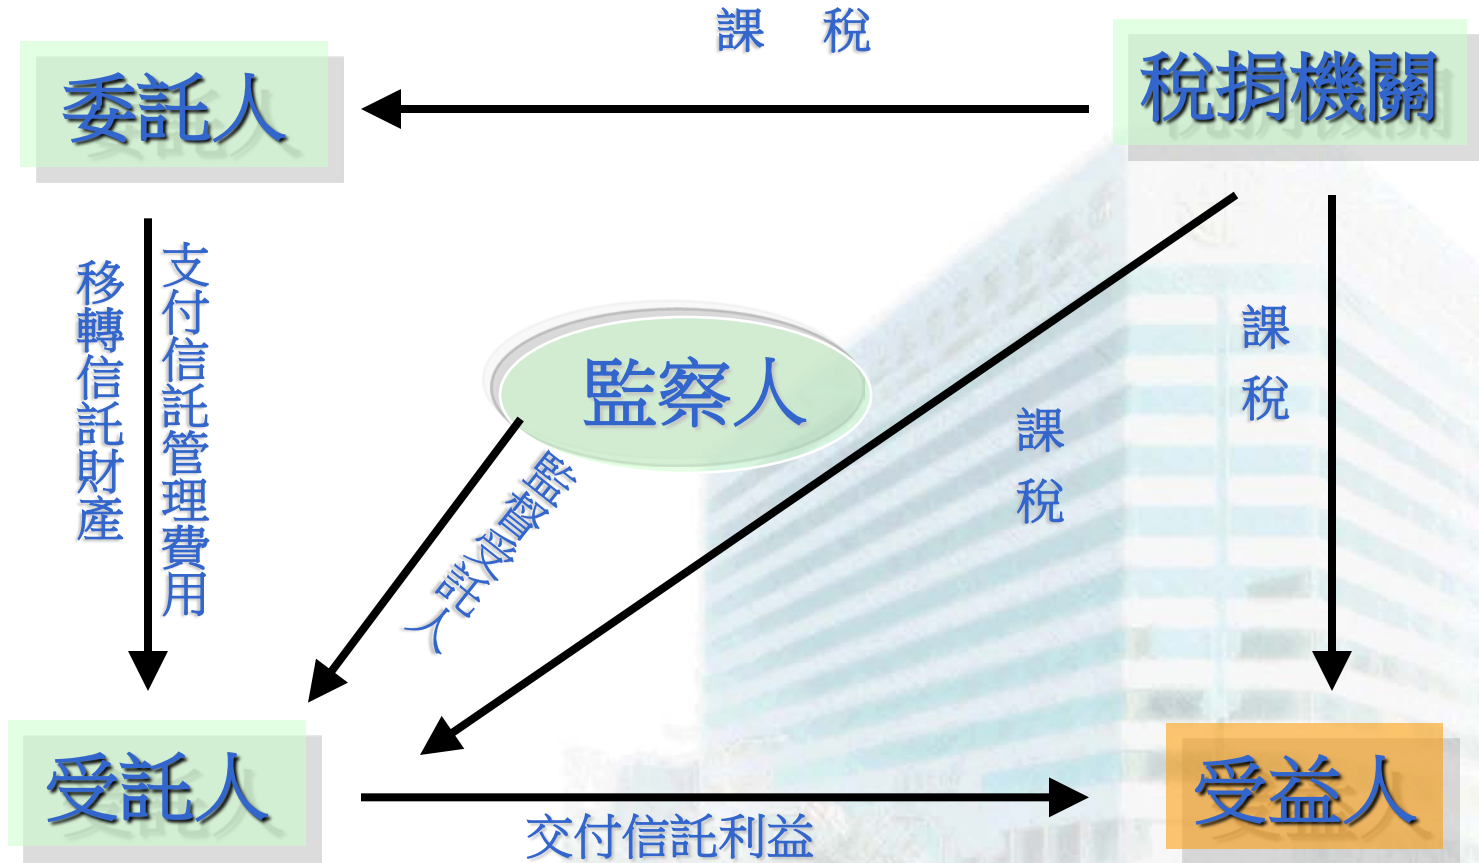 課 稅
委託人
稅捐機關
移轉信託財產
支付信託管理費用
監察人
監督受託人
課稅
課稅
受託人
交付信託利益
受益人